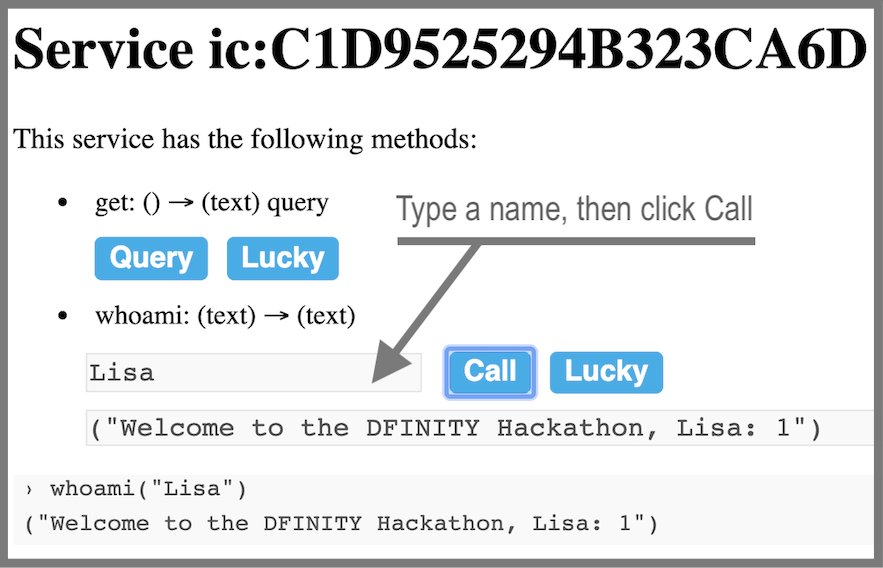 Service ic:C1D9525294B323CA6D
This service has the following methods:
• get: () → (text) query
Type a name, then click Call
Query Lucky
• whoami: (text) → (text)
Lisa Call Lucky
("Welcome to the DFINITY Hackathon, Lisa: 1")
› whoami("Lisa")
("Welcome to the DFINITY Hackathon, Lisa: 1")